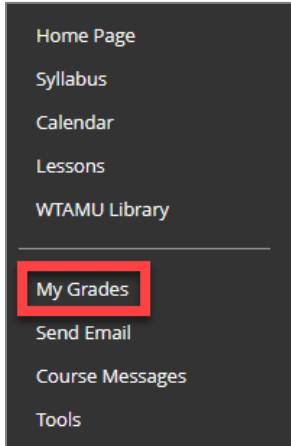 Home Page
Syllabus
Calendar
Lessons
WTAMU Library
My Grades
Send Email
Course Messages
Tools